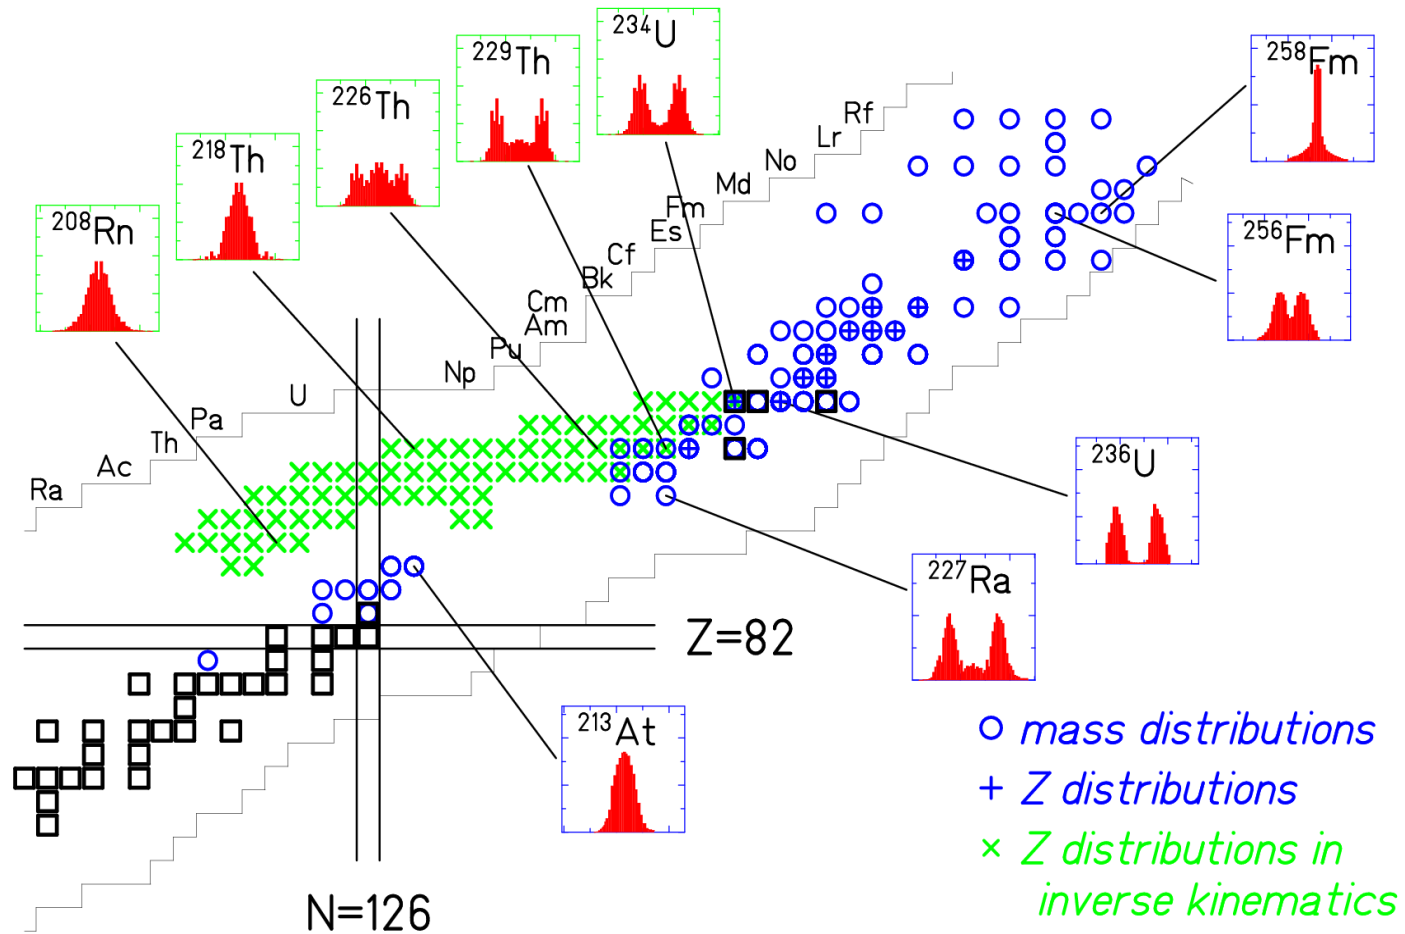 258Fm
234U
229Th
226Th
218Th
208Rn
256Fm
Rf
Lr
No
Md
Fm
Es
Cf
Bk
Cm
Am
Pu
Np
U
Pa
Th
Ac
Ra
236U
227Ra
213At
Z=82
N=126
mass distributions
Z distributions
Z distributions in
inverse kinematics